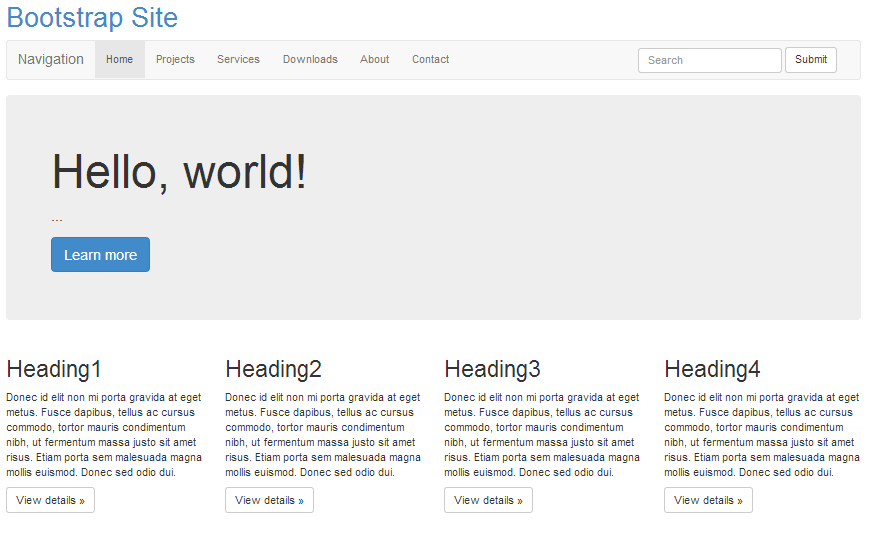 Bootstrap Site
Navigation Home Projects Services Downloads About Contact Search Submit
Hello, world!
...
Learn more
Heading1
Donec id elit non mi porta gravida at eget
metus. Fusce dapibus, tellus ac cursus
commodo, tortor mauris condimentum
nibh, ut fermentum massa justo sit amet
risus. Etiam porta sem malesuada magna
mollis euismod. Donec sed odio dui.
View details »
Heading2
Donec id elit non mi porta gravida at eget
metus. Fusce dapibus, tellus ac cursus
commodo, tortor mauris condimentum
nibh, ut fermentum massa justo sit amet
risus. Etiam porta sem malesuada magna
mollis euismod. Donec sed odio dui.
View details »
Heading3
Donec id elit non mi porta gravida at eget
metus. Fusce dapibus, tellus ac cursus
commodo, tortor mauris condimentum
nibh, ut fermentum massa justo sit amet
risus. Etiam porta sem malesuada magna
mollis euismod. Donec sed odio dui.
View details »
Heading4
Donec id elit non mi porta gravida at eget
metus. Fusce dapibus, tellus ac cursus
commodo, tortor mauris condimentum
nibh, ut fermentum massa justo sit amet
risus. Etiam porta sem malesuada magna
mollis euismod. Donec sed odio dui.
View details »